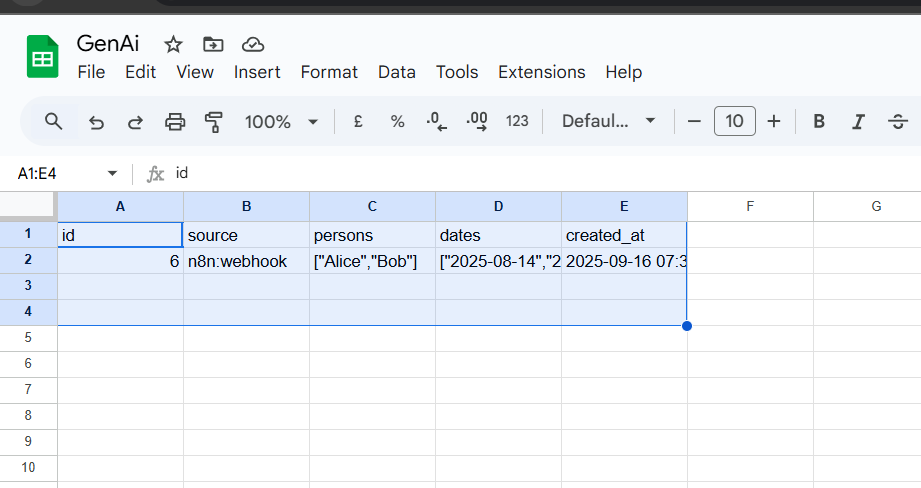 GenAi
File Edit View Insert Format Data Tools Extensions Help
100% £ % .0 .00 123 Defaul... 10 B I S
A1:E4 fx id
A B C D E F G
1 id source persons dates created_at
2 6 n8n:webhook ["Alice","Bob"] ["2025-08-14","2 2025-09-16 07:3
3
4
5
6
7
8
9
10